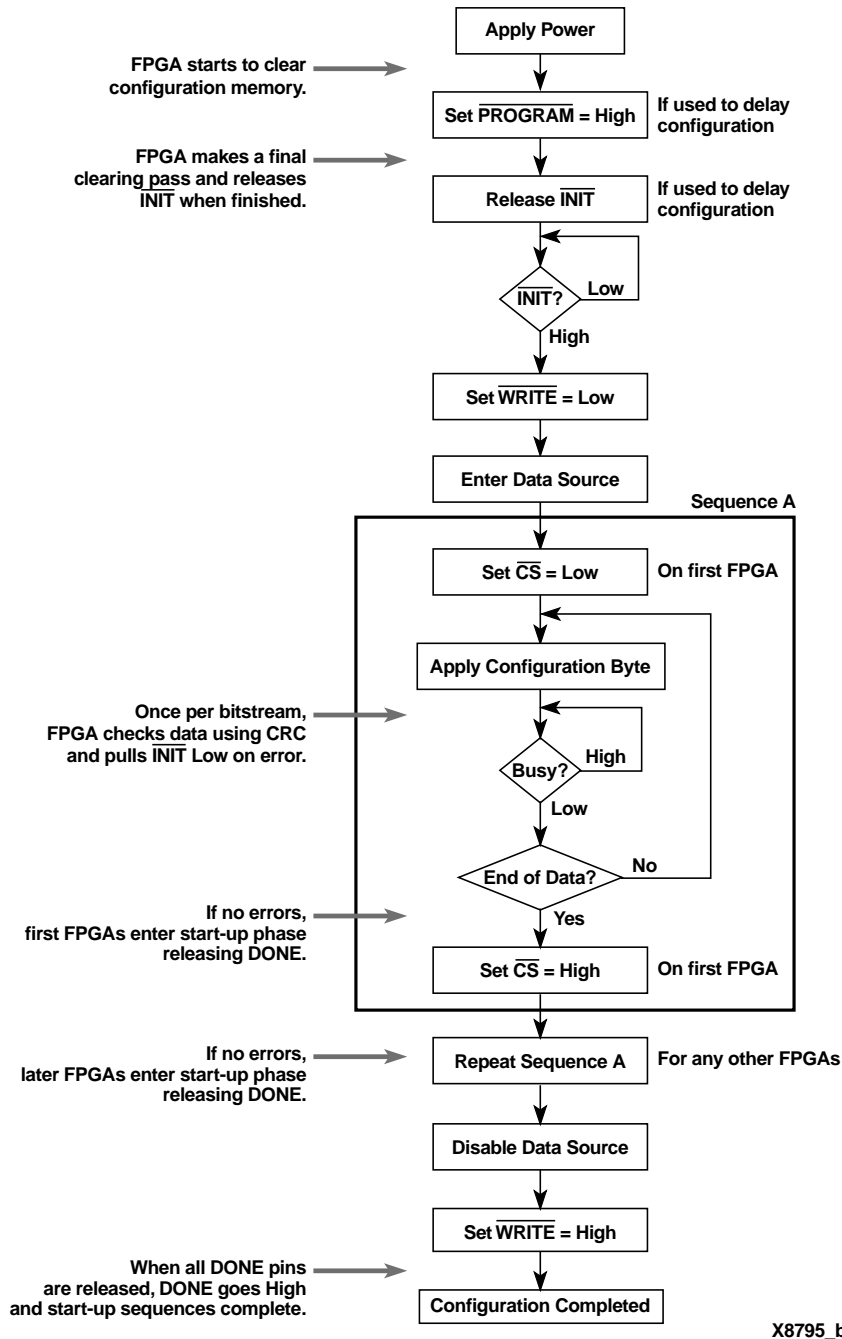 Apply Power
FPGA starts to clear
configuration memory.
Set PROGRAM = High
If used to delay
configuration
FPGA makes a final
clearing pass and releases
INIT when finished.
Release INIT
If used to delay
configuration
INIT?
Low
High
Set WRITE = Low
Enter Data Source
Sequence A
Set CS = Low
On first FPGA
Apply Configuration Byte
Once per bitstream,
FPGA checks data using CRC
and pulls INIT Low on error.
High
Busy?
Low
End of Data?
No
Yes
If no errors,
first FPGAs enter start-up phase
releasing DONE.
Set CS = High
On first FPGA
If no errors,
later FPGAs enter start-up phase
releasing DONE.
Repeat Sequence A
For any other FPGAs
Disable Data Source
Set WRITE = High
When all DONE pins
are released, DONE goes High
and start-up sequences complete.
Configuration Completed
X8795_b